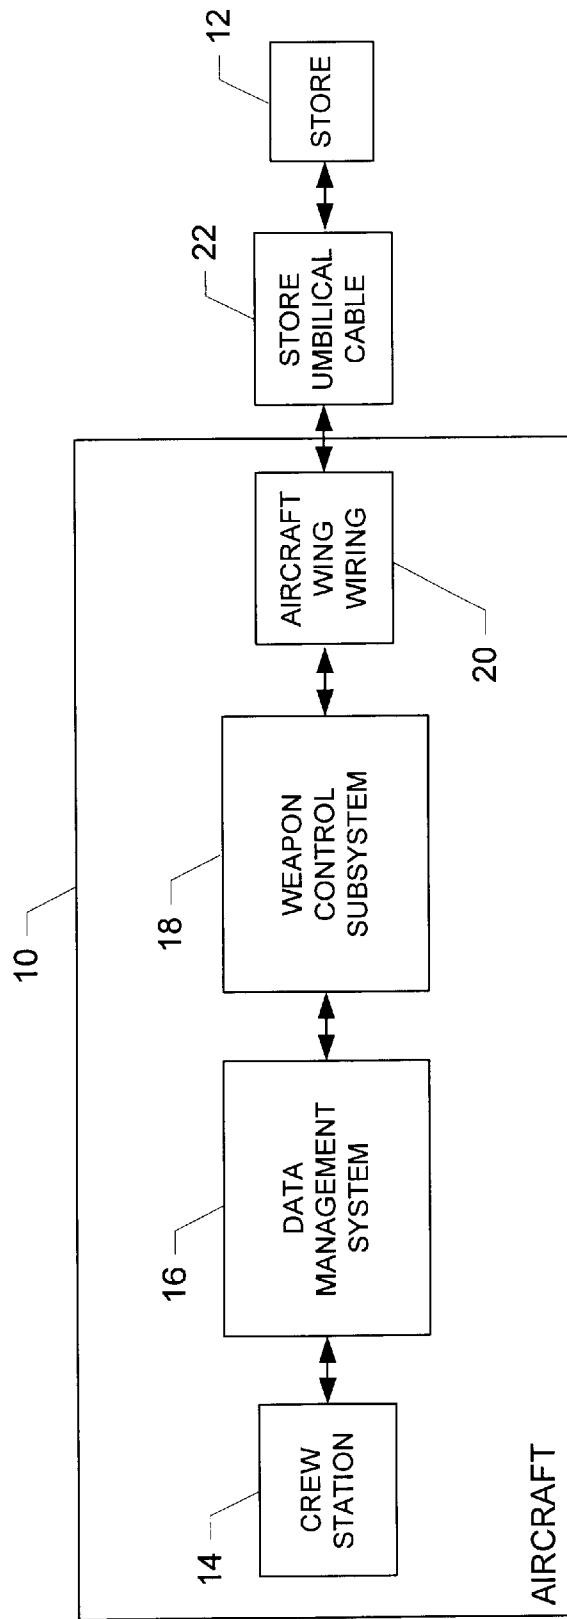 10
14
CREW
STATION
16
DATA
MANAGEMENT
SYSTEM
18
WEAPON
CONTROL
SUBSYSTEM
AIRCRAFT
WING
WIRING
20
22
STORE
UMBILICAL
CABLE
12
STORE
AIRCRAFT